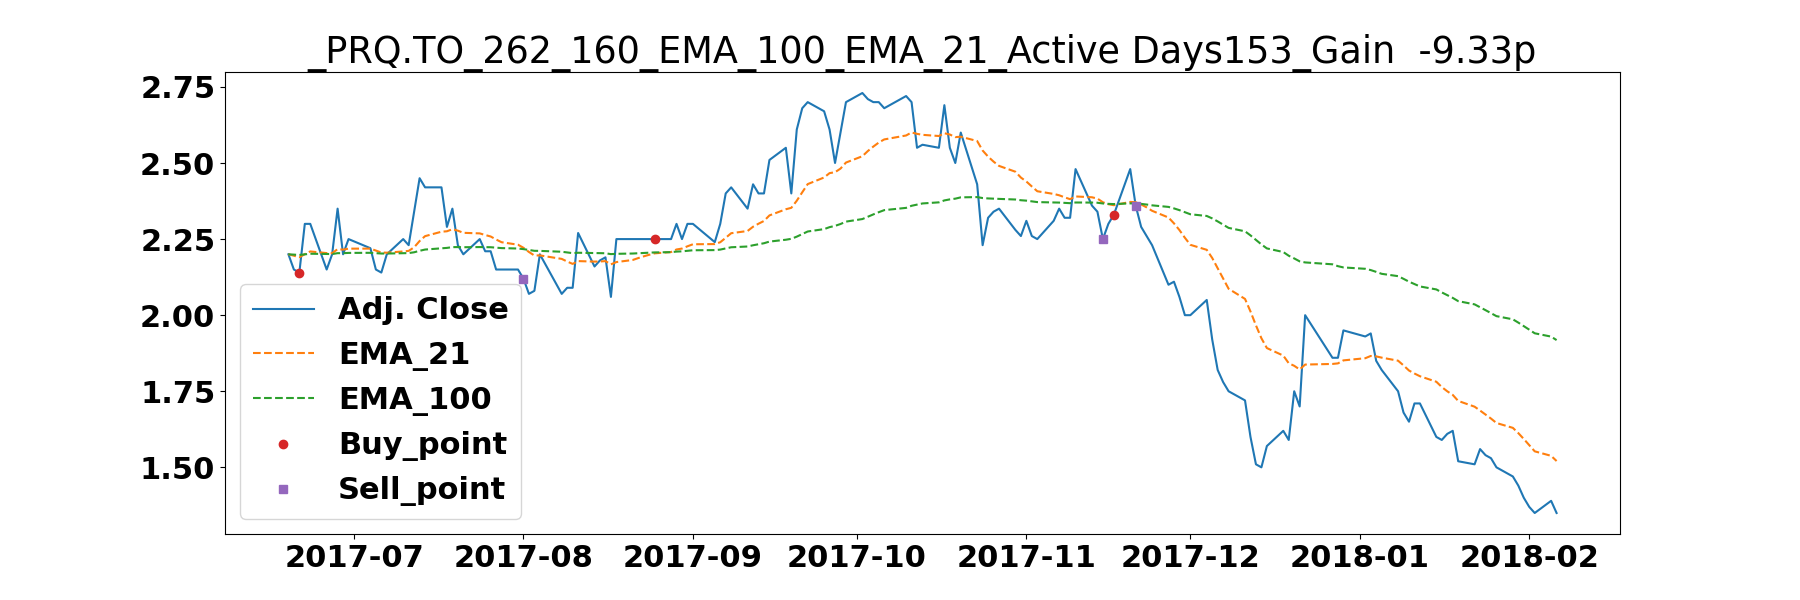 _PRQ.TO_262_160_EMA_100_EMA_21_Active Days153_Gain  -9.33p
2.75
2.50
2.25
2.00
1.75
1.50
Adj. Close
EMA_21
EMA_100
Buy_point
Sell_point
2017-07 2017-08 2017-09 2017-10 2017-11 2017-12 2018-01 2018-02